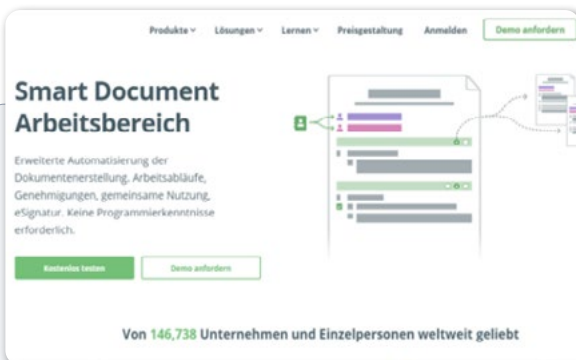 Produkte Lösungen Lernen Preisgestaltung Anmelden Demo anfordern
Smart Document
Arbeitsbereich
Erweiterte Automatisierung der
Dokumentenerstellung. Arbeitsabläufe,
Genehmigungen, gemeinsame Nutzung,
eSignatur. Keine Programmierkenntnisse
erforderlich.
Kostenlos testen Demo anfordern
Von 146,738 Unternehmen und Einzelpersonen weltweit geliebt